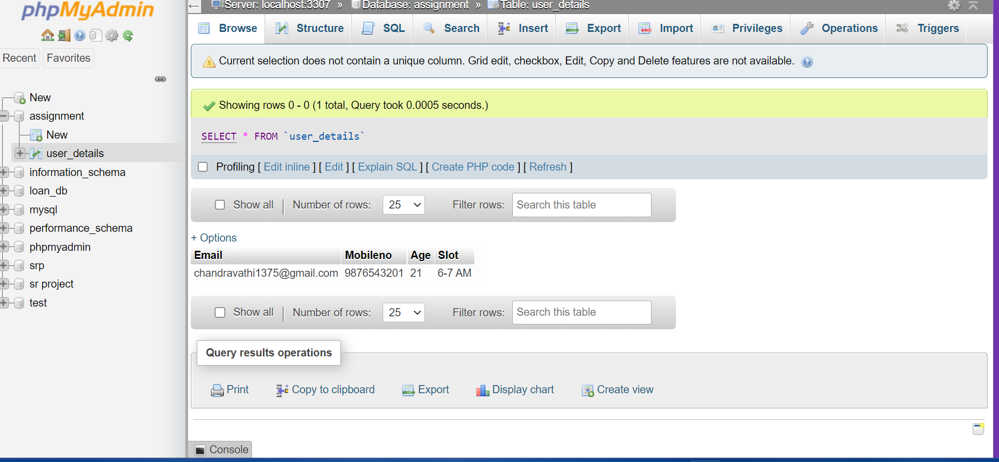 phpMyAdmin
Recent Favorites
New
assignment
New
user_details
information_schema
loan_db
mysql
performance_schema
phpmyadmin
srp
sr project
test
Server: localhost:3307 » Database: assignment » Table: user_details
Browse Structure SQL Search Insert Export Import Privileges Operations Triggers
Current selection does not contain a unique column. Grid edit, checkbox, Edit, Copy and Delete features are not available.
Showing rows 0 - 0 (1 total, Query took 0.0005 seconds.)
SELECT * FROM `user_details`
Profiling [ Edit inline ] [ Edit ] [ Explain SQL ] [ Create PHP code ] [ Refresh ]
Show all | Number of rows: 25 Filter rows: Search this table
+ Options
Email Mobileno Age Slot
chandravathi1375@gmail.com 9876543201 21 6-7 AM
Show all | Number of rows: 25 Filter rows: Search this table
Query results operations
Print Copy to clipboard Export Display chart Create view
Console